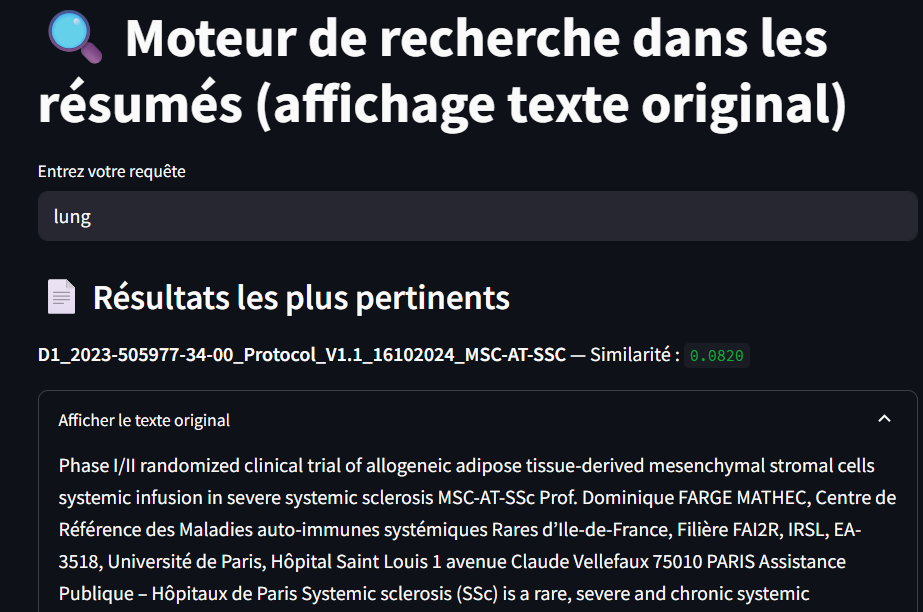 Moteur de recherche dans les
résumés (affichage texte original)
Entrez votre requête
lung
Résultats les plus pertinents
D1_2023-505977-34-00_Protocol_V1.1_16102024_MSC-AT-SSC — Similarité : 0.0820
Afficher le texte original
Phase I/II randomized clinical trial of allogeneic adipose tissue-derived mesenchymal stromal cells
systemic infusion in severe systemic sclerosis MSC-AT-SSc Prof. Dominique FARGE MATHEC, Centre de
Référence des Maladies auto-immunes systémiques Rares d’Ile-de-France, Filière FAI2R, IRSL, EA-
3518, Université de Paris, Hôpital Saint Louis 1 avenue Claude Vellefaux 75010 PARIS Assistance
Publique – Hôpitaux de Paris Systemic sclerosis (SSc) is a rare, severe and chronic systemic